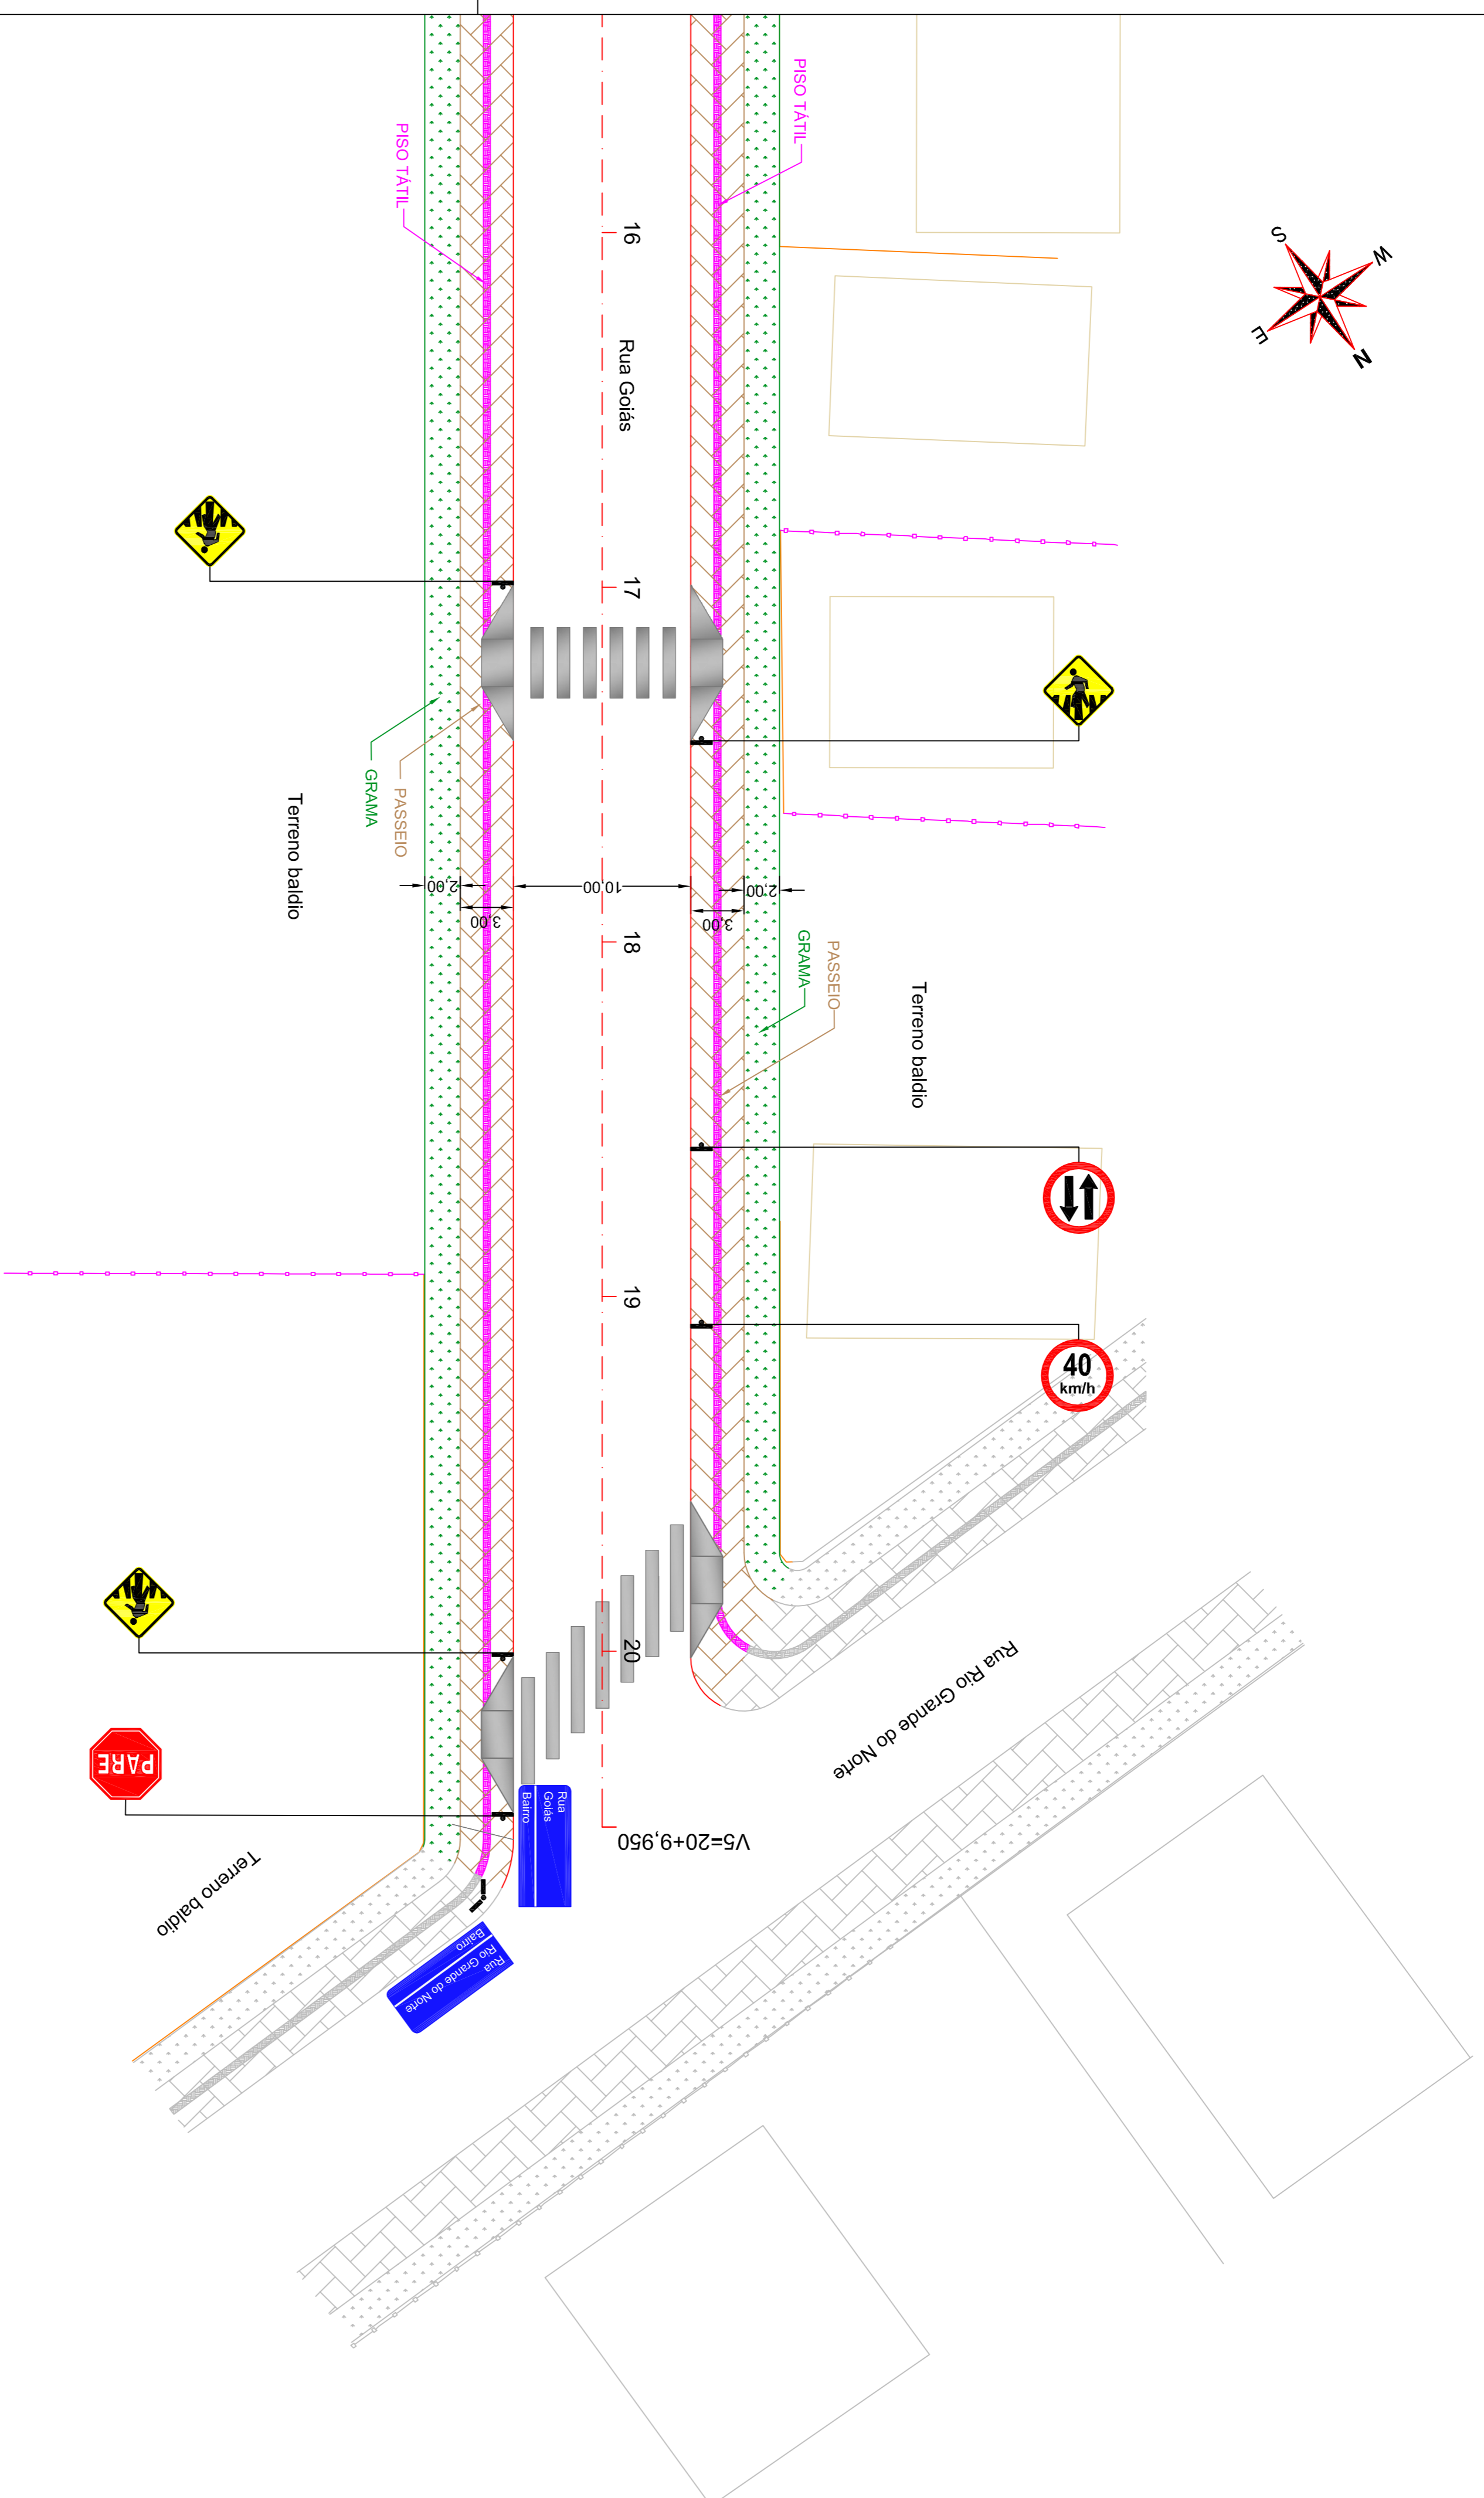 PISO TÁTIL
PISO TÁTIL
S
W
E
N
16
Rua Goiás
17
GRAMA
PASSEIO
Terreno baldio
2,00
3,00
10,00
3,00
2,00
18
GRAMA
PASSEIO
Terreno baldio
19
40
km/h
20
Rua Rio Grande do Norte
PARE
Rua
Goiás
Bairro
V5=20+9,950
Terreno baldio
Rua
Rio Grande do Norte
Bairro